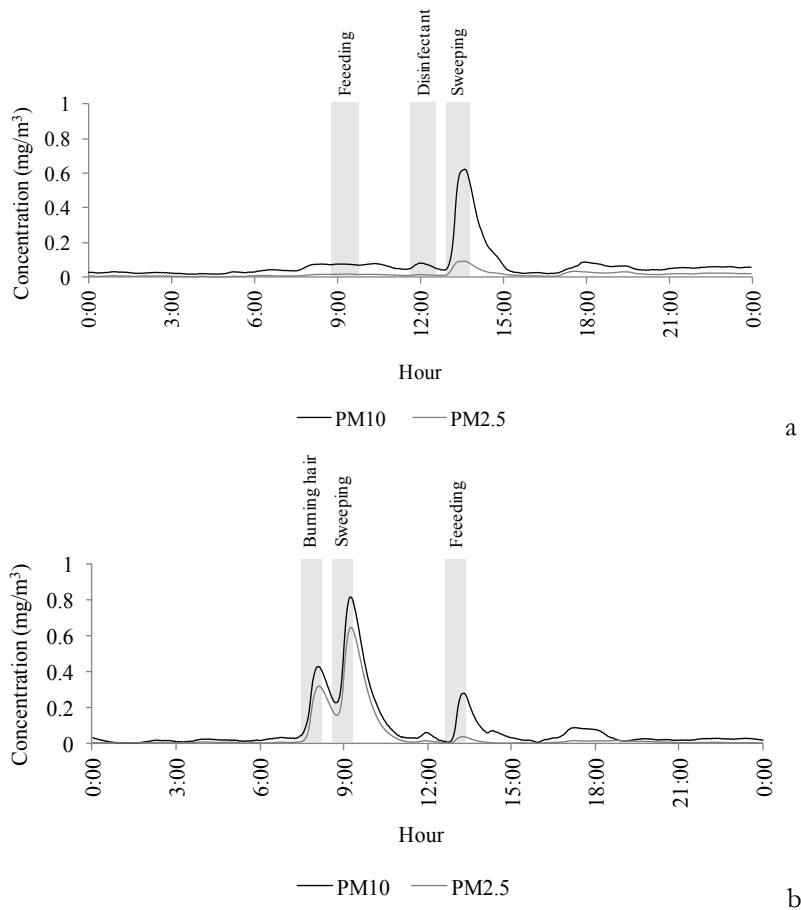 Feeeding
Disinfectant
Sweeping
Concentration (mg/m³)
1
0.8
0.6
0.4
0.2
0
0:00
3:00
6:00
9:00
12:00
15:00
18:00
21:00
0:00
Hour
PM10 PM2.5
a
Burning hair
Sweeping
Feeeding
Concentration (mg/m³)
1
0.8
0.6
0.4
0.2
0
0:00
3:00
6:00
9:00
12:00
15:00
18:00
21:00
0:00
Hour
PM10 PM2.5
b